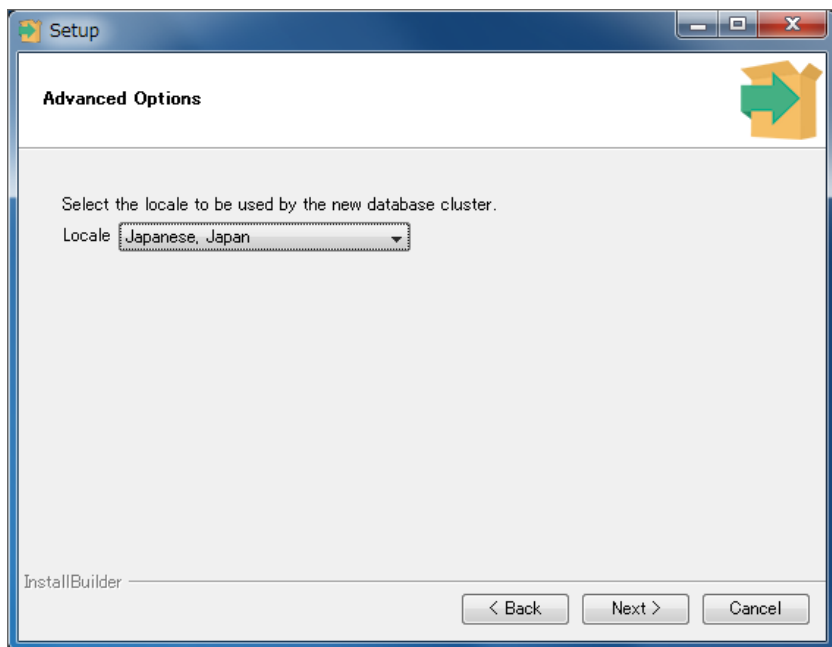 Setup
Advanced Options
Select the locale to be used by the new database cluster.
Locale Japanese, Japan
InstallBuilder
< Back Next > Cancel